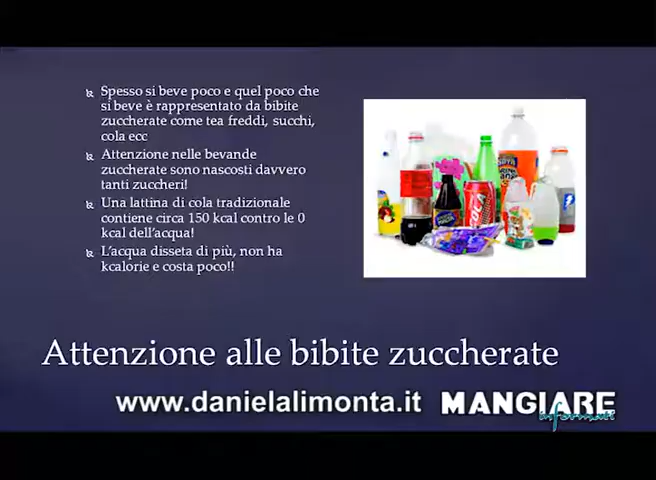 Spesso si beve poco e quel poco che
si beve è rappresentato da bibite
zuccherate come tea freddi, succhi,
cola ecc
Attenzione nelle bevande
zuccherate sono nascosti davvero
tanti zuccheri!
Una lattina di cola tradizionale
contiene circa 150 kcal contro le 0
kcal dell'acqua!
L'acqua disseta di più, non ha
kcalorie e costa poco!!
Attenzione alle bibite zuccherate
www.danielalimonta.it MANGIARE
informati